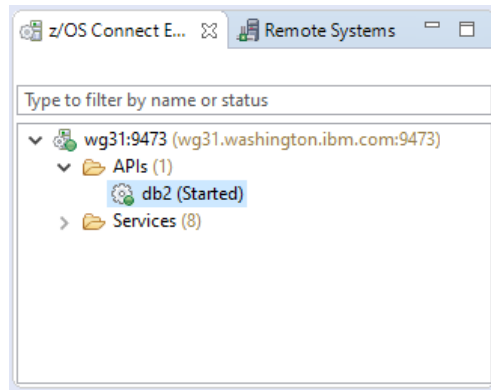 z/OS Connect E... Remote Systems
Type to filter by name or status
wg31:9473 (wg31.washington.ibm.com:9473)
APIs (1)
db2 (Started)
Services (8)